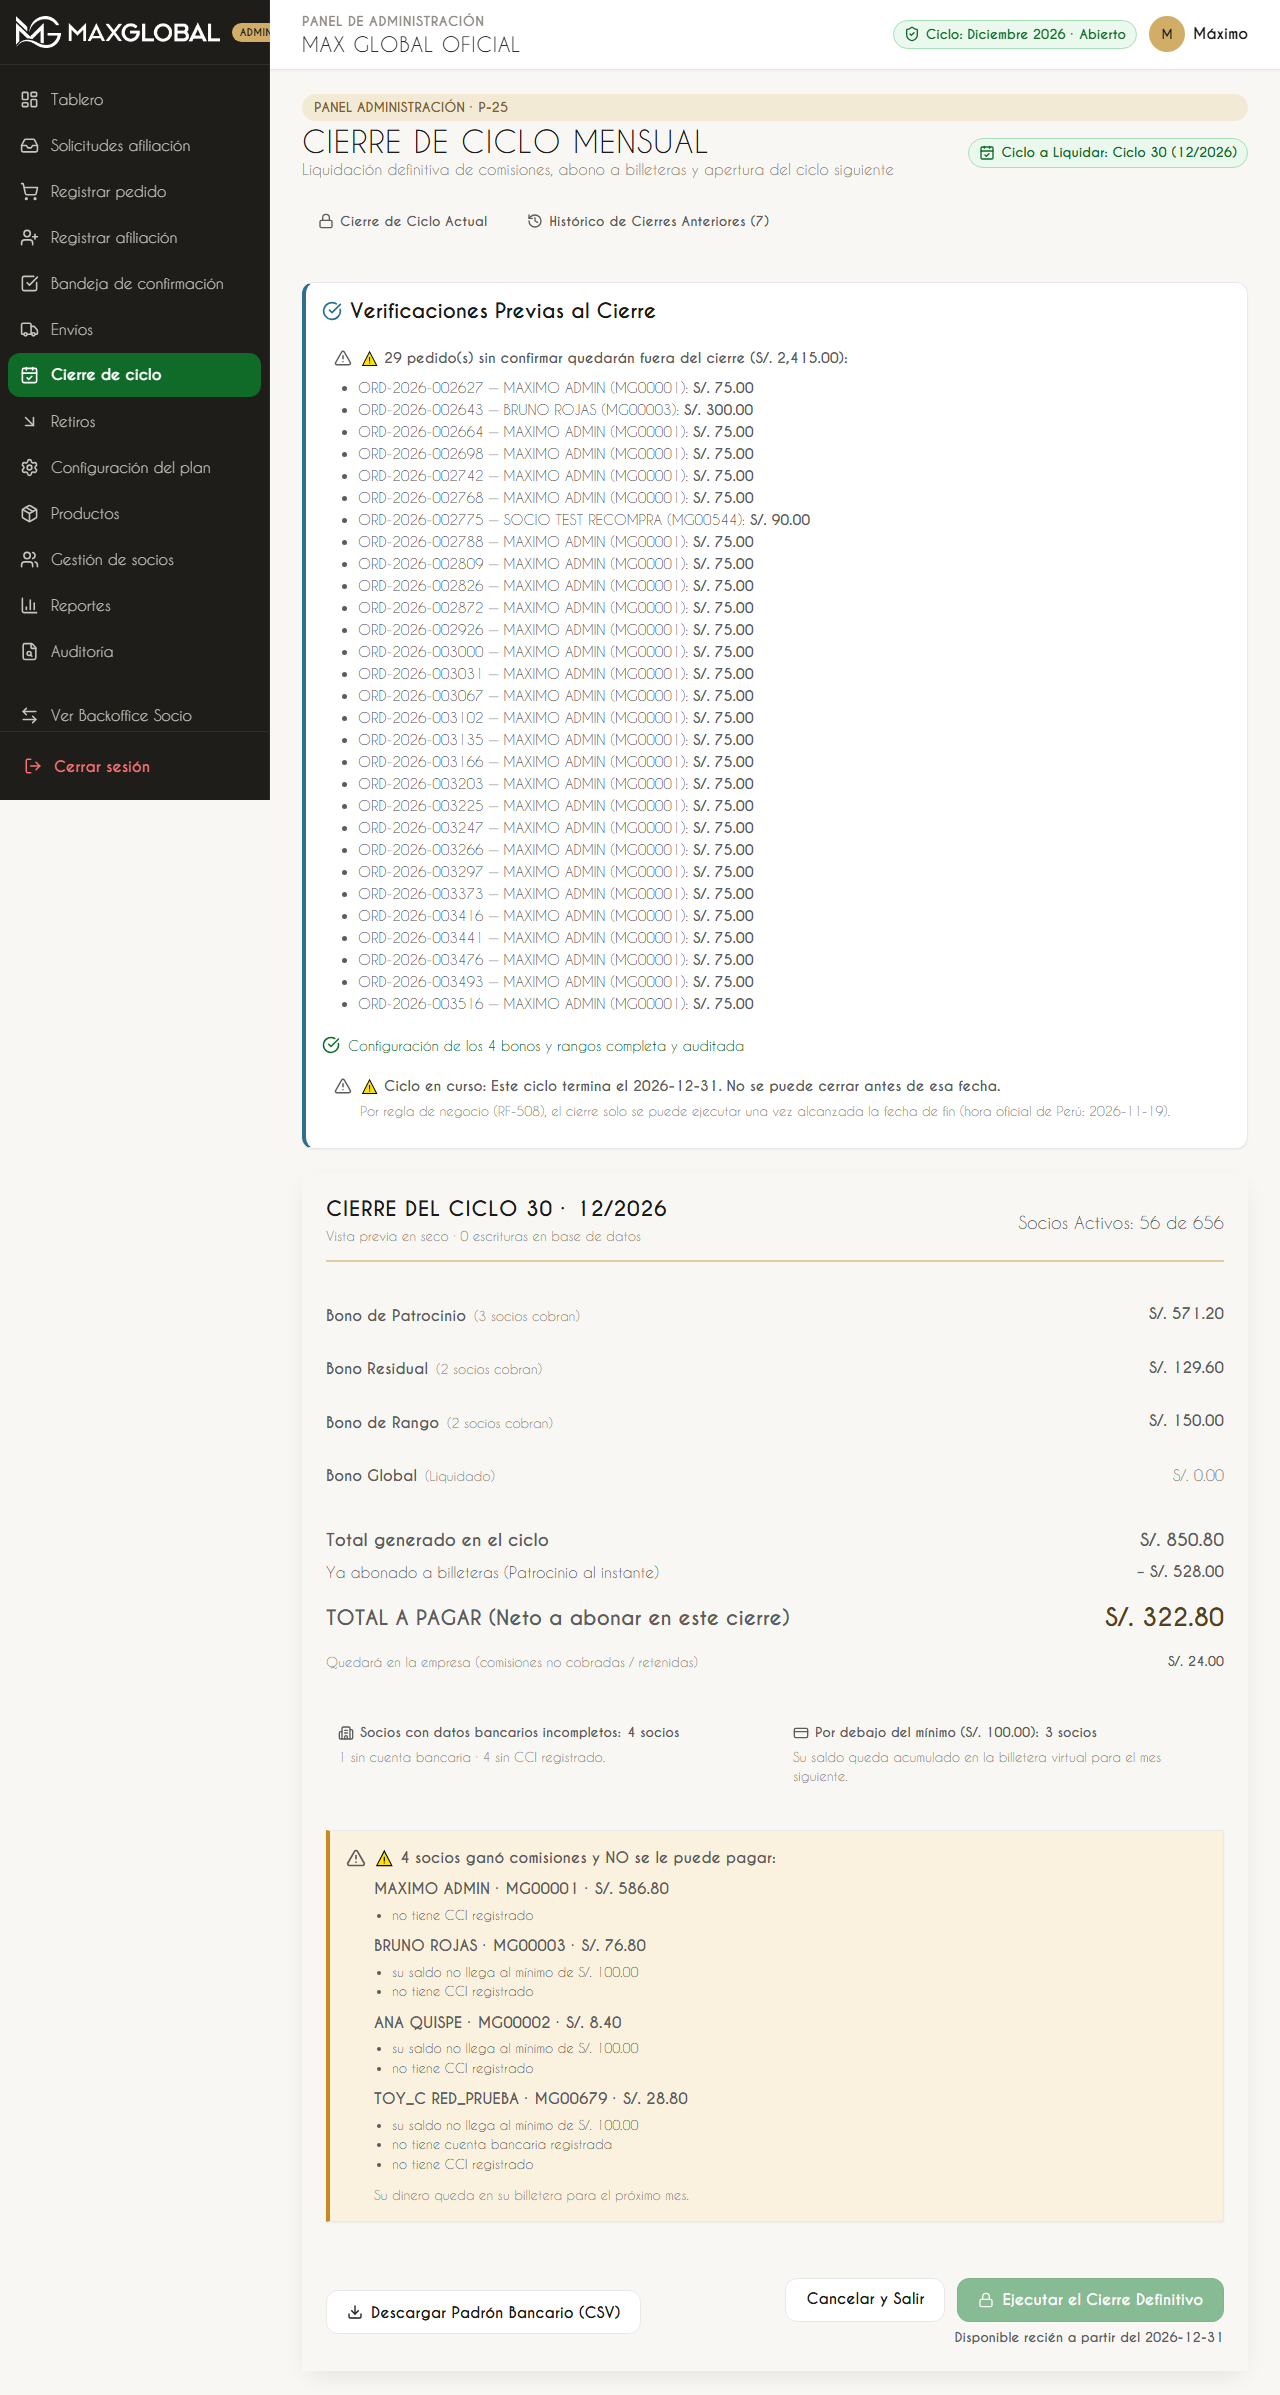 MAXGLOBAL ADMIN
Tablero
Solicitudes afiliación
Registrar pedido
Registrar afiliación
Bandeja de confirmación
Envíos
Cierre de ciclo
Retiros
Configuración del plan
Productos
Gestión de socios
Reportes
Auditoría
Ver Backoffice Socio
Cerrar sesión
PANEL DE ADMINISTRACIÓN
MAX GLOBAL OFICIAL
Ciclo: Diciembre 2026 · Abierto
M Máximo
PANEL ADMINISTRACIÓN · P-25
CIERRE DE CICLO MENSUAL
Liquidación definitiva de comisiones, abono a billeteras y apertura del ciclo siguiente
Ciclo a Liquidar: Ciclo 30 (12/2026)
Cierre de Ciclo Actual
Histórico de Cierres Anteriores (7)
Verificaciones Previas al Cierre
⚠ 29 pedido(s) sin confirmar quedarán fuera del cierre (S/. 2,415.00):
• ORD-2026-002627 — MAXIMO ADMIN (MG00001): S/. 75.00
• ORD-2026-002643 — BRUNO ROJAS (MG00003): S/. 300.00
• ORD-2026-002664 — MAXIMO ADMIN (MG00001): S/. 75.00
• ORD-2026-002698 — MAXIMO ADMIN (MG00001): S/. 75.00
• ORD-2026-002742 — MAXIMO ADMIN (MG00001): S/. 75.00
• ORD-2026-002768 — MAXIMO ADMIN (MG00001): S/. 75.00
• ORD-2026-002775 — SOCIO TEST RECOMPRA (MG00544): S/. 90.00
• ORD-2026-002788 — MAXIMO ADMIN (MG00001): S/. 75.00
• ORD-2026-002809 — MAXIMO ADMIN (MG00001): S/. 75.00
• ORD-2026-002826 — MAXIMO ADMIN (MG00001): S/. 75.00
• ORD-2026-002872 — MAXIMO ADMIN (MG00001): S/. 75.00
• ORD-2026-002926 — MAXIMO ADMIN (MG00001): S/. 75.00
• ORD-2026-003000 — MAXIMO ADMIN (MG00001): S/. 75.00
• ORD-2026-003031 — MAXIMO ADMIN (MG00001): S/. 75.00
• ORD-2026-003067 — MAXIMO ADMIN (MG00001): S/. 75.00
• ORD-2026-003102 — MAXIMO ADMIN (MG00001): S/. 75.00
• ORD-2026-003135 — MAXIMO ADMIN (MG00001): S/. 75.00
• ORD-2026-003166 — MAXIMO ADMIN (MG00001): S/. 75.00
• ORD-2026-003203 — MAXIMO ADMIN (MG00001): S/. 75.00
• ORD-2026-003225 — MAXIMO ADMIN (MG00001): S/. 75.00
• ORD-2026-003247 — MAXIMO ADMIN (MG00001): S/. 75.00
• ORD-2026-003266 — MAXIMO ADMIN (MG00001): S/. 75.00
• ORD-2026-003297 — MAXIMO ADMIN (MG00001): S/. 75.00
• ORD-2026-003373 — MAXIMO ADMIN (MG00001): S/. 75.00
• ORD-2026-003416 — MAXIMO ADMIN (MG00001): S/. 75.00
• ORD-2026-003441 — MAXIMO ADMIN (MG00001): S/. 75.00
• ORD-2026-003476 — MAXIMO ADMIN (MG00001): S/. 75.00
• ORD-2026-003493 — MAXIMO ADMIN (MG00001): S/. 75.00
• ORD-2026-003516 — MAXIMO ADMIN (MG00001): S/. 75.00
Configuración de los 4 bonos y rangos completa y auditada
⚠ Ciclo en curso: Este ciclo termina el 2026-12-31. No se puede cerrar antes de esa fecha.
Por regla de negocio (RF-508), el cierre solo se puede ejecutar una vez alcanzada la fecha de fin (hora oficial de Perú: 2026-11-19).
CIERRE DEL CICLO 30 · 12/2026
Vista previa en seco · 0 escrituras en base de datos
Socios Activos: 56 de 656
Bono de Patrocinio (3 socios cobran) S/. 571.20
Bono Residual (2 socios cobran) S/. 129.60
Bono de Rango (2 socios cobran) S/. 150.00
Bono Global (Liquidado) S/. 0.00
Total generado en el ciclo S/. 850.80
Ya abonado a billeteras (Patrocinio al instante) − S/. 528.00
TOTAL A PAGAR (Neto a abonar en este cierre) S/. 322.80
Quedará en la empresa (comisiones no cobradas / retenidas) S/. 24.00
Socios con datos bancarios incompletos: 4 socios
1 sin cuenta bancaria · 4 sin CCI registrado.
Por debajo del mínimo (S/. 100.00): 3 socios
Su saldo queda acumulado en la billetera virtual para el mes
siguiente.
⚠ 4 socios ganó comisiones y NO se le puede pagar:
MAXIMO ADMIN · MG00001 · S/. 586.80
• no tiene CCI registrado
BRUNO ROJAS · MG00003 · S/. 76.80
• su saldo no llega al mínimo de S/. 100.00
• no tiene CCI registrado
ANA QUISPE · MG00002 · S/. 8.40
• su saldo no llega al mínimo de S/. 100.00
• no tiene CCI registrado
TOY_C RED_PRUEBA · MG00679 · S/. 28.80
• su saldo no llega al mínimo de S/. 100.00
• no tiene cuenta bancaria registrada
• no tiene CCI registrado
Su dinero queda en su billetera para el próximo mes.
Descargar Padrón Bancario (CSV)
Cancelar y Salir
Ejecutar el Cierre Definitivo
Disponible recién a partir del 2026-12-31